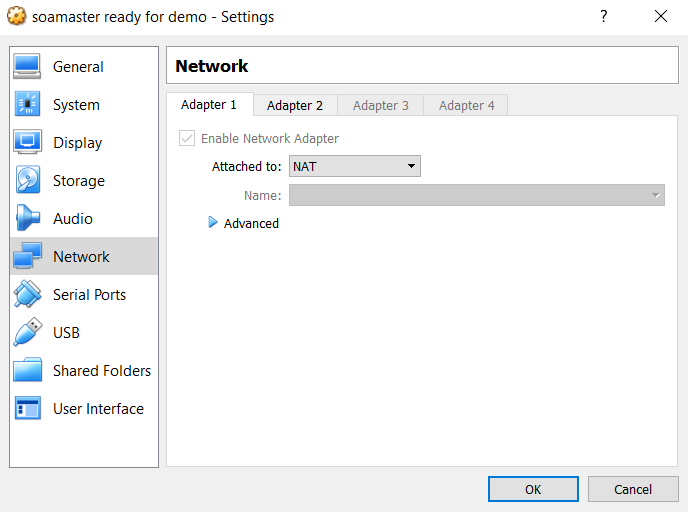 soamaster ready for demo - Settings
?
General
System
Display
Storage
Audio
Network
Serial Ports
USB
Shared Folders
User Interface
Network
Adapter 1 Adapter 2 Adapter 3 Adapter 4
Enable Network Adapter
Attached to: NAT
Name:
Advanced
OK Cancel